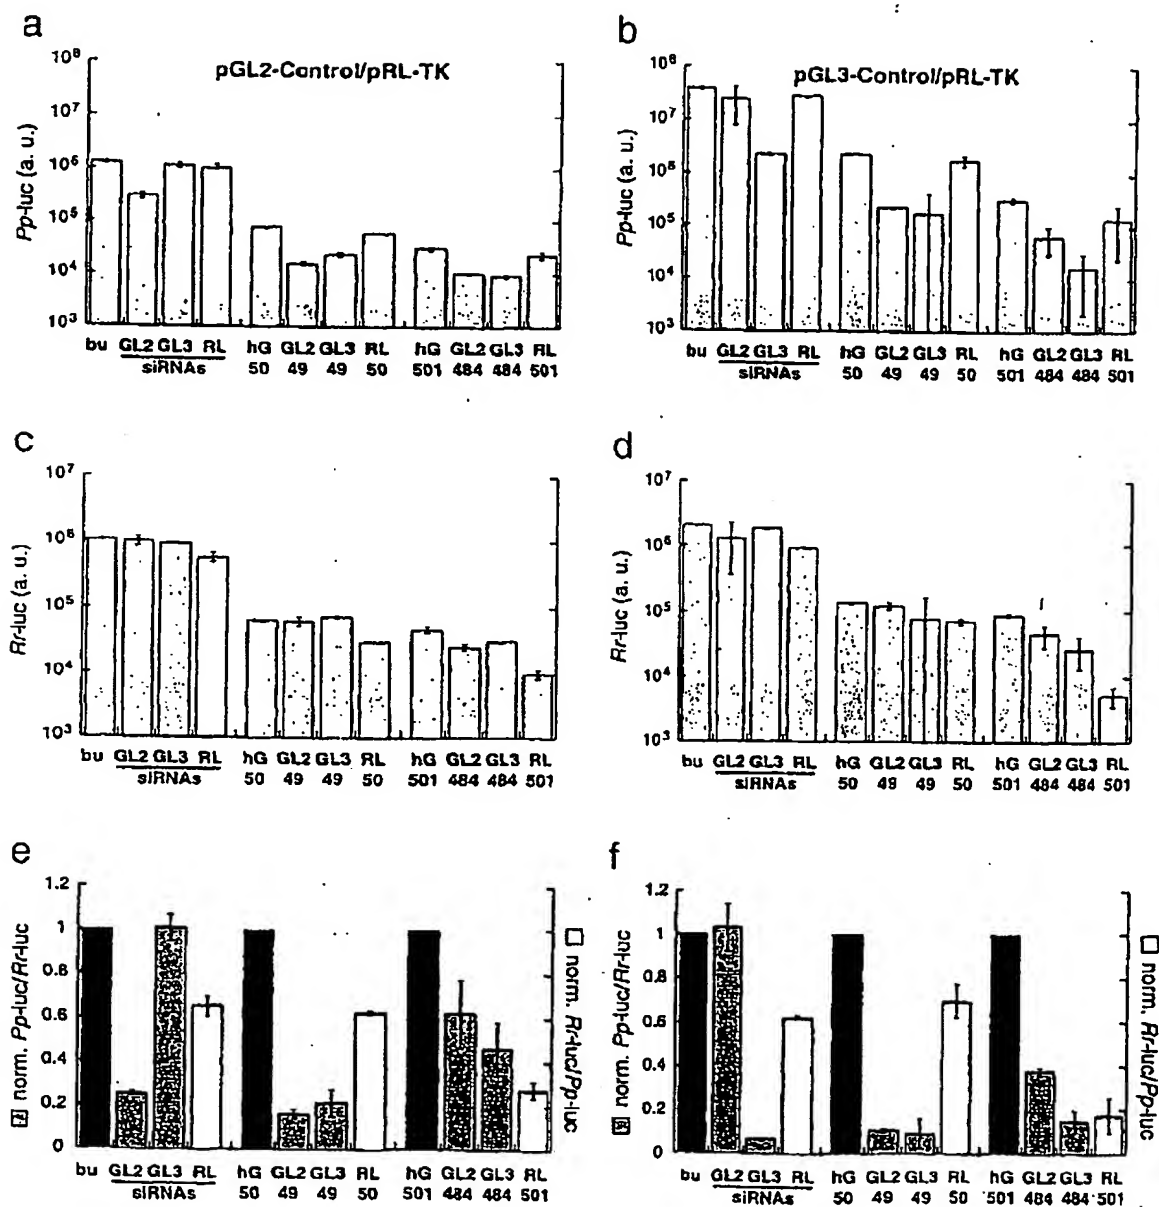 a
pGL2-Control/pRL-TK
Pp-luc (a. u.)
10⁸
10⁷
10⁶
10⁵
10⁴
10³
bu GL2 GL3 RL hG GL2 GL3 RL hG GL2 GL3 RL
siRNAs 50 49 49 50 501 484 484 501
b
pGL3-Control/pRL-TK
Pp-luc (a. u.)
10⁸
10⁷
10⁶
10⁵
10⁴
10³
bu GL2 GL3 RL hG GL2 GL3 RL hG GL2 GL3 RL
siRNAs 50 49 49 50 501 484 484 501
c
Rr-luc (a. u.)
10⁷
10⁶
10⁵
10⁴
10³
bu GL2 GL3 RL hG GL2 GL3 RL hG GL2 GL3 RL
siRNAs 50 49 49 50 501 484 484 501
d
Rr-luc (a. u.)
10⁷
10⁶
10⁵
10⁴
10³
bu GL2 GL3 RL hG GL2 GL3 RL hG GL2 GL3 RL
siRNAs 50 49 49 50 501 484 484 501
e
norm. Pp-luc/Rr-luc
1.2
1
0.8
0.6
0.4
0.2
0
norm. Rr-luc/Pp-luc
bu GL2 GL3 RL hG GL2 GL3 RL hG GL2 GL3 RL
siRNAs 50 49 49 50 501 484 484 501
f
norm. Pp-luc/Rr-luc
1.2
1
0.8
0.6
0.4
0.2
0
norm. Rr-luc/Pp-luc
bu GL2 GL3 RL hG GL2 GL3 RL hG GL2 GL3 RL
siRNAs 50 49 49 50 501 484 484 501